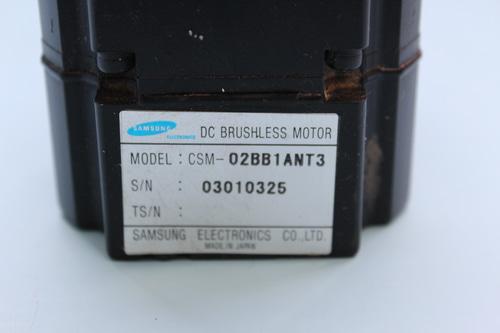 SAMSUNG
ELECTRONICS
DC BRUSHLESS MOTOR
MODEL : CSM- 02BB1ANT3
S/N : 03010325
TS/N :
SAMSUNG ELECTRONICS CO., LTD.
MADE IN JAPAN